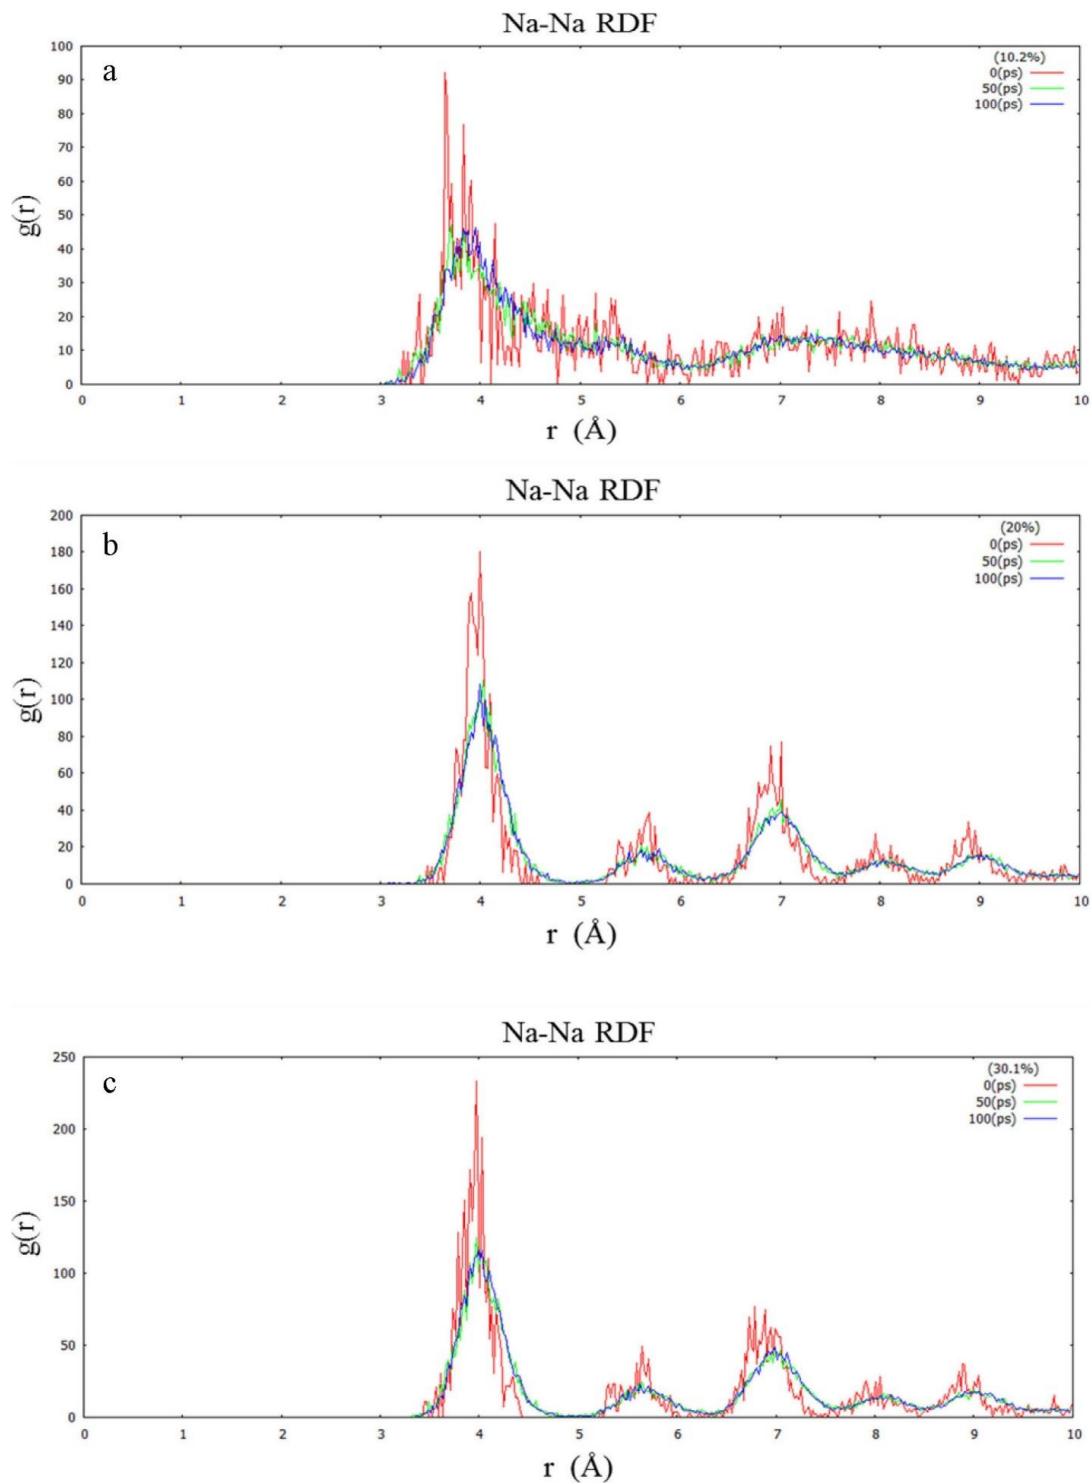 Na-Na RDF
a
(10.2%)
0(ps)
50(ps)
100(ps)
100
90
80
70
60
50
40
30
20
10
0
g(r)
0 1 2 3 4 5 6 7 8 9 10
r (Å)
Na-Na RDF
b
(20%)
0(ps)
50(ps)
100(ps)
200
180
160
140
120
100
80
60
40
20
0
g(r)
0 1 2 3 4 5 6 7 8 9 10
r (Å)
Na-Na RDF
c
(30.1%)
0(ps)
50(ps)
100(ps)
250
200
150
100
50
0
g(r)
0 1 2 3 4 5 6 7 8 9 10
r (Å)